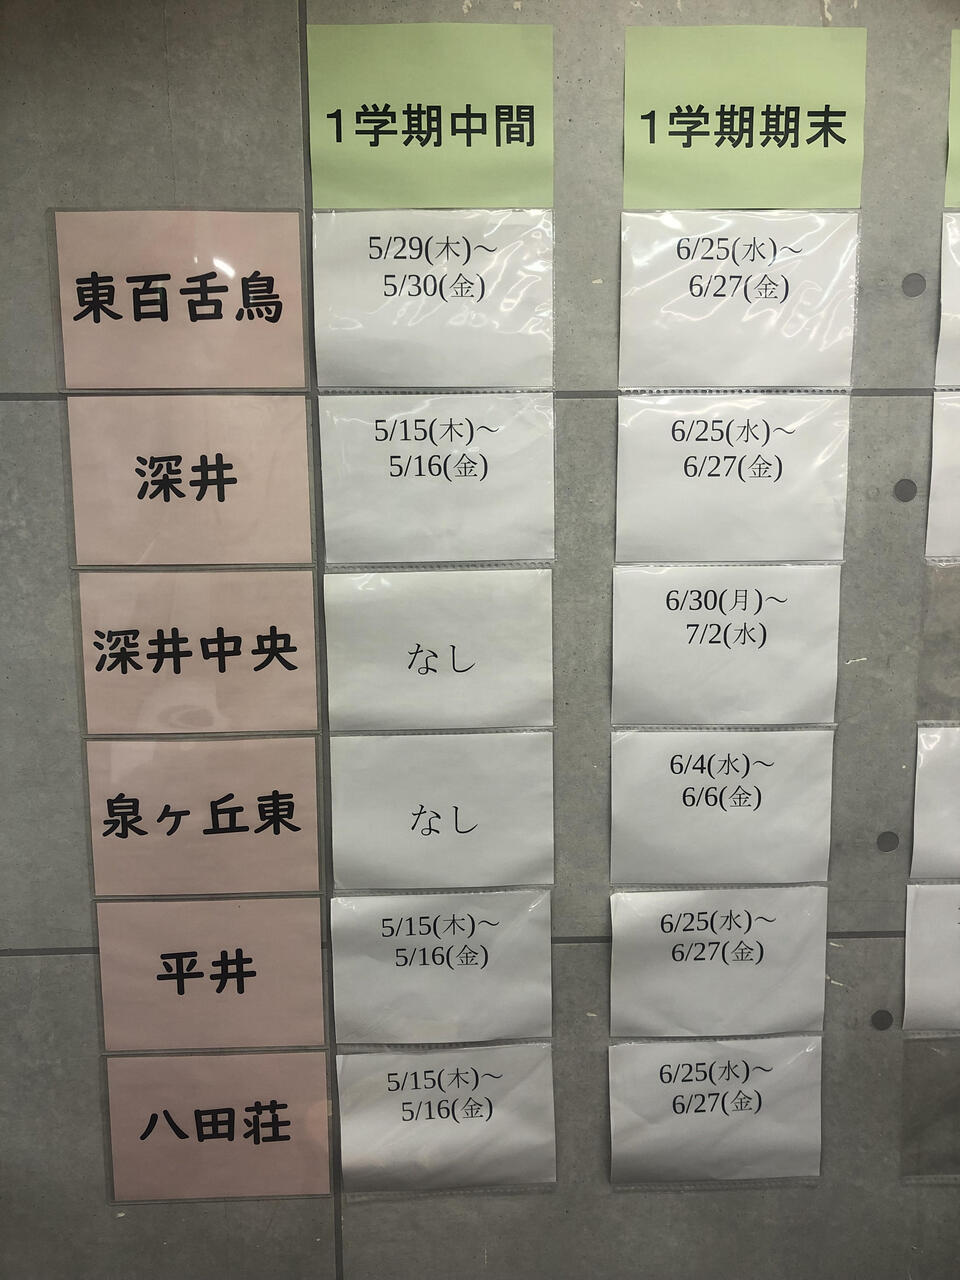 1学期中間
1学期期末
東百舌鳥
5/29(木)～
5/30(金)
6/25(水)～
6/27(金)
深井
5/15(木)～
5/16(金)
6/25(水)～
6/27(金)
深井中央
なし
6/30(月)～
7/2(水)
泉ヶ丘東
なし
6/4(水)～
6/6(金)
平井
5/15(木)～
5/16(金)
6/25(水)～
6/27(金)
八田荘
5/15(木)～
5/16(金)
6/25(水)～
6/27(金)